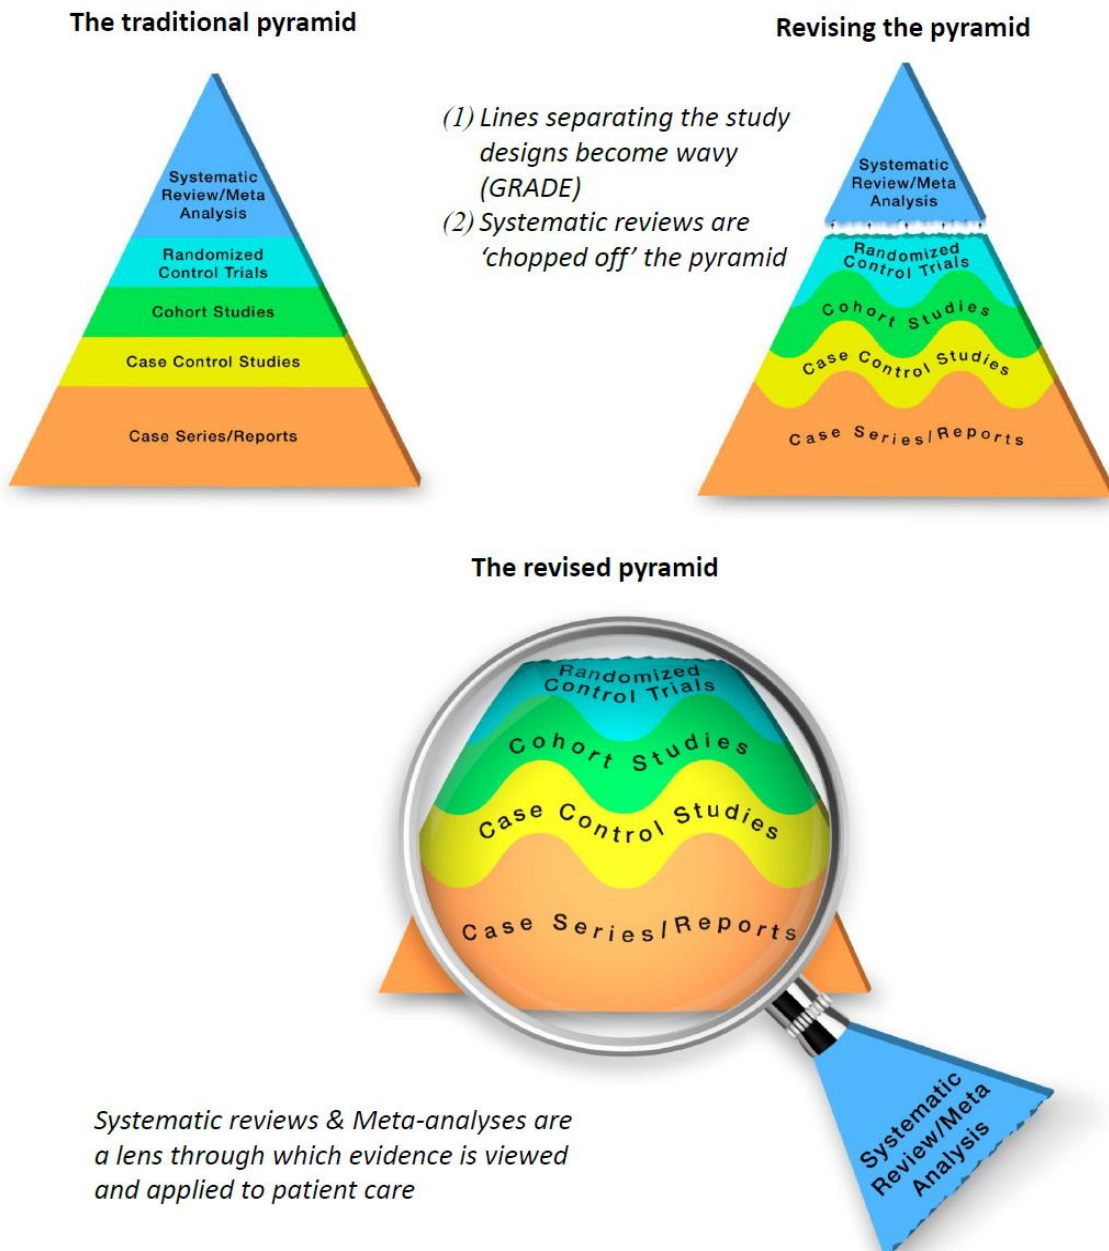 The traditional pyramid
Systematic
Review/Meta
Analysis
Randomized
Control Trials
Cohort Studies
Case Control Studies
Case Series/Reports
(1) Lines separating the study
designs become wavy
(GRADE)
(2) Systematic reviews are
‘chopped off’ the pyramid
Revising the pyramid
Systematic
Review/Meta
Analysis
Randomized
Control Trials
Cohort Studies
Case Control Studies
Case Series/Reports
The revised pyramid
Randomized
Control Trials
Cohort Studies
Case Control Studies
Case Series/Reports
Systematic
Review/Meta
Analysis
Systematic reviews & Meta-analyses are
a lens through which evidence is viewed
and applied to patient care